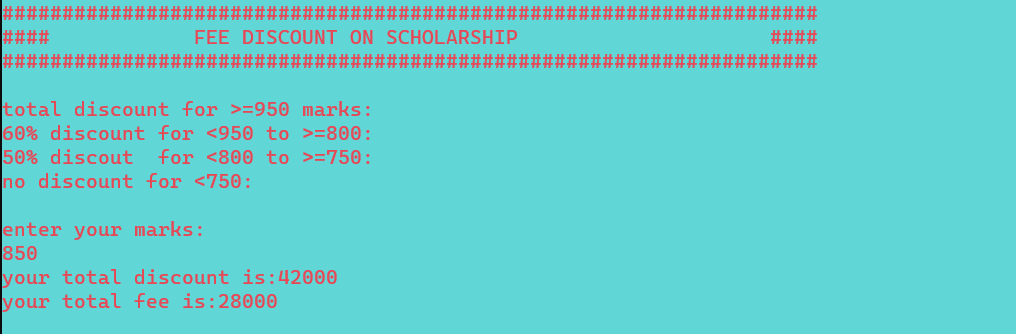 ####################################################################
####            FEE DISCOUNT ON SCHOLARSHIP                     ####
####################################################################
total discount for >=950 marks:
60% discount for <950 to >=800:
50% discout  for <800 to >=750:
no discount for <750:
enter your marks:
850
your total discount is:42000
your total fee is:28000